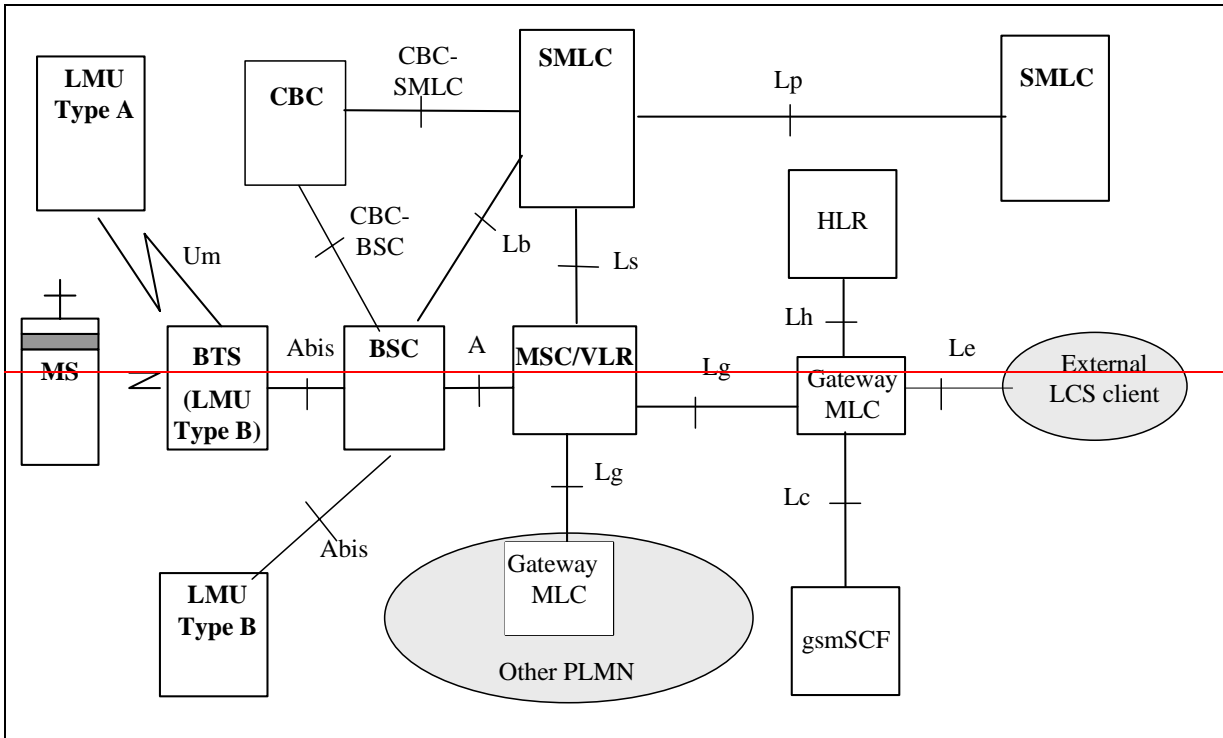 LMU
Type A
CBC
CBC-
SMLC
SMLC
Lp
SMLC
Um
CBC-
BSC
Lb
Ls
HLR
Lh
MS
BTS
(LMU
Type B)
Abis
BSC
A
MSC/VLR
Lg
Gateway
MLC
Le
External
LCS client
Abis
Lg
Lc
LMU
Type B
Gateway
MLC
Other PLMN
gsmSCF